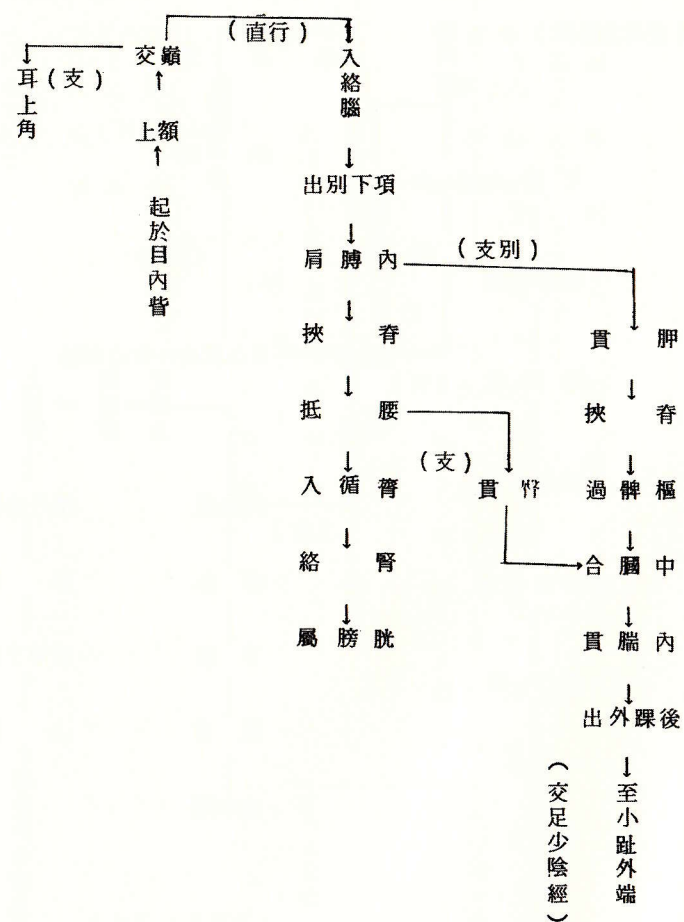 起於目內眥
上額
交巔
(支)
耳上角
(直行)
入絡腦
出別下項
肩膊內
挾脊
抵腰
入循膂
絡腎
屬膀胱
(支)
貫
(支別)
貫胛
挾脊
過髀樞
合膕中
貫腨內
出外踝後
至小趾外端
(交足少陰經)